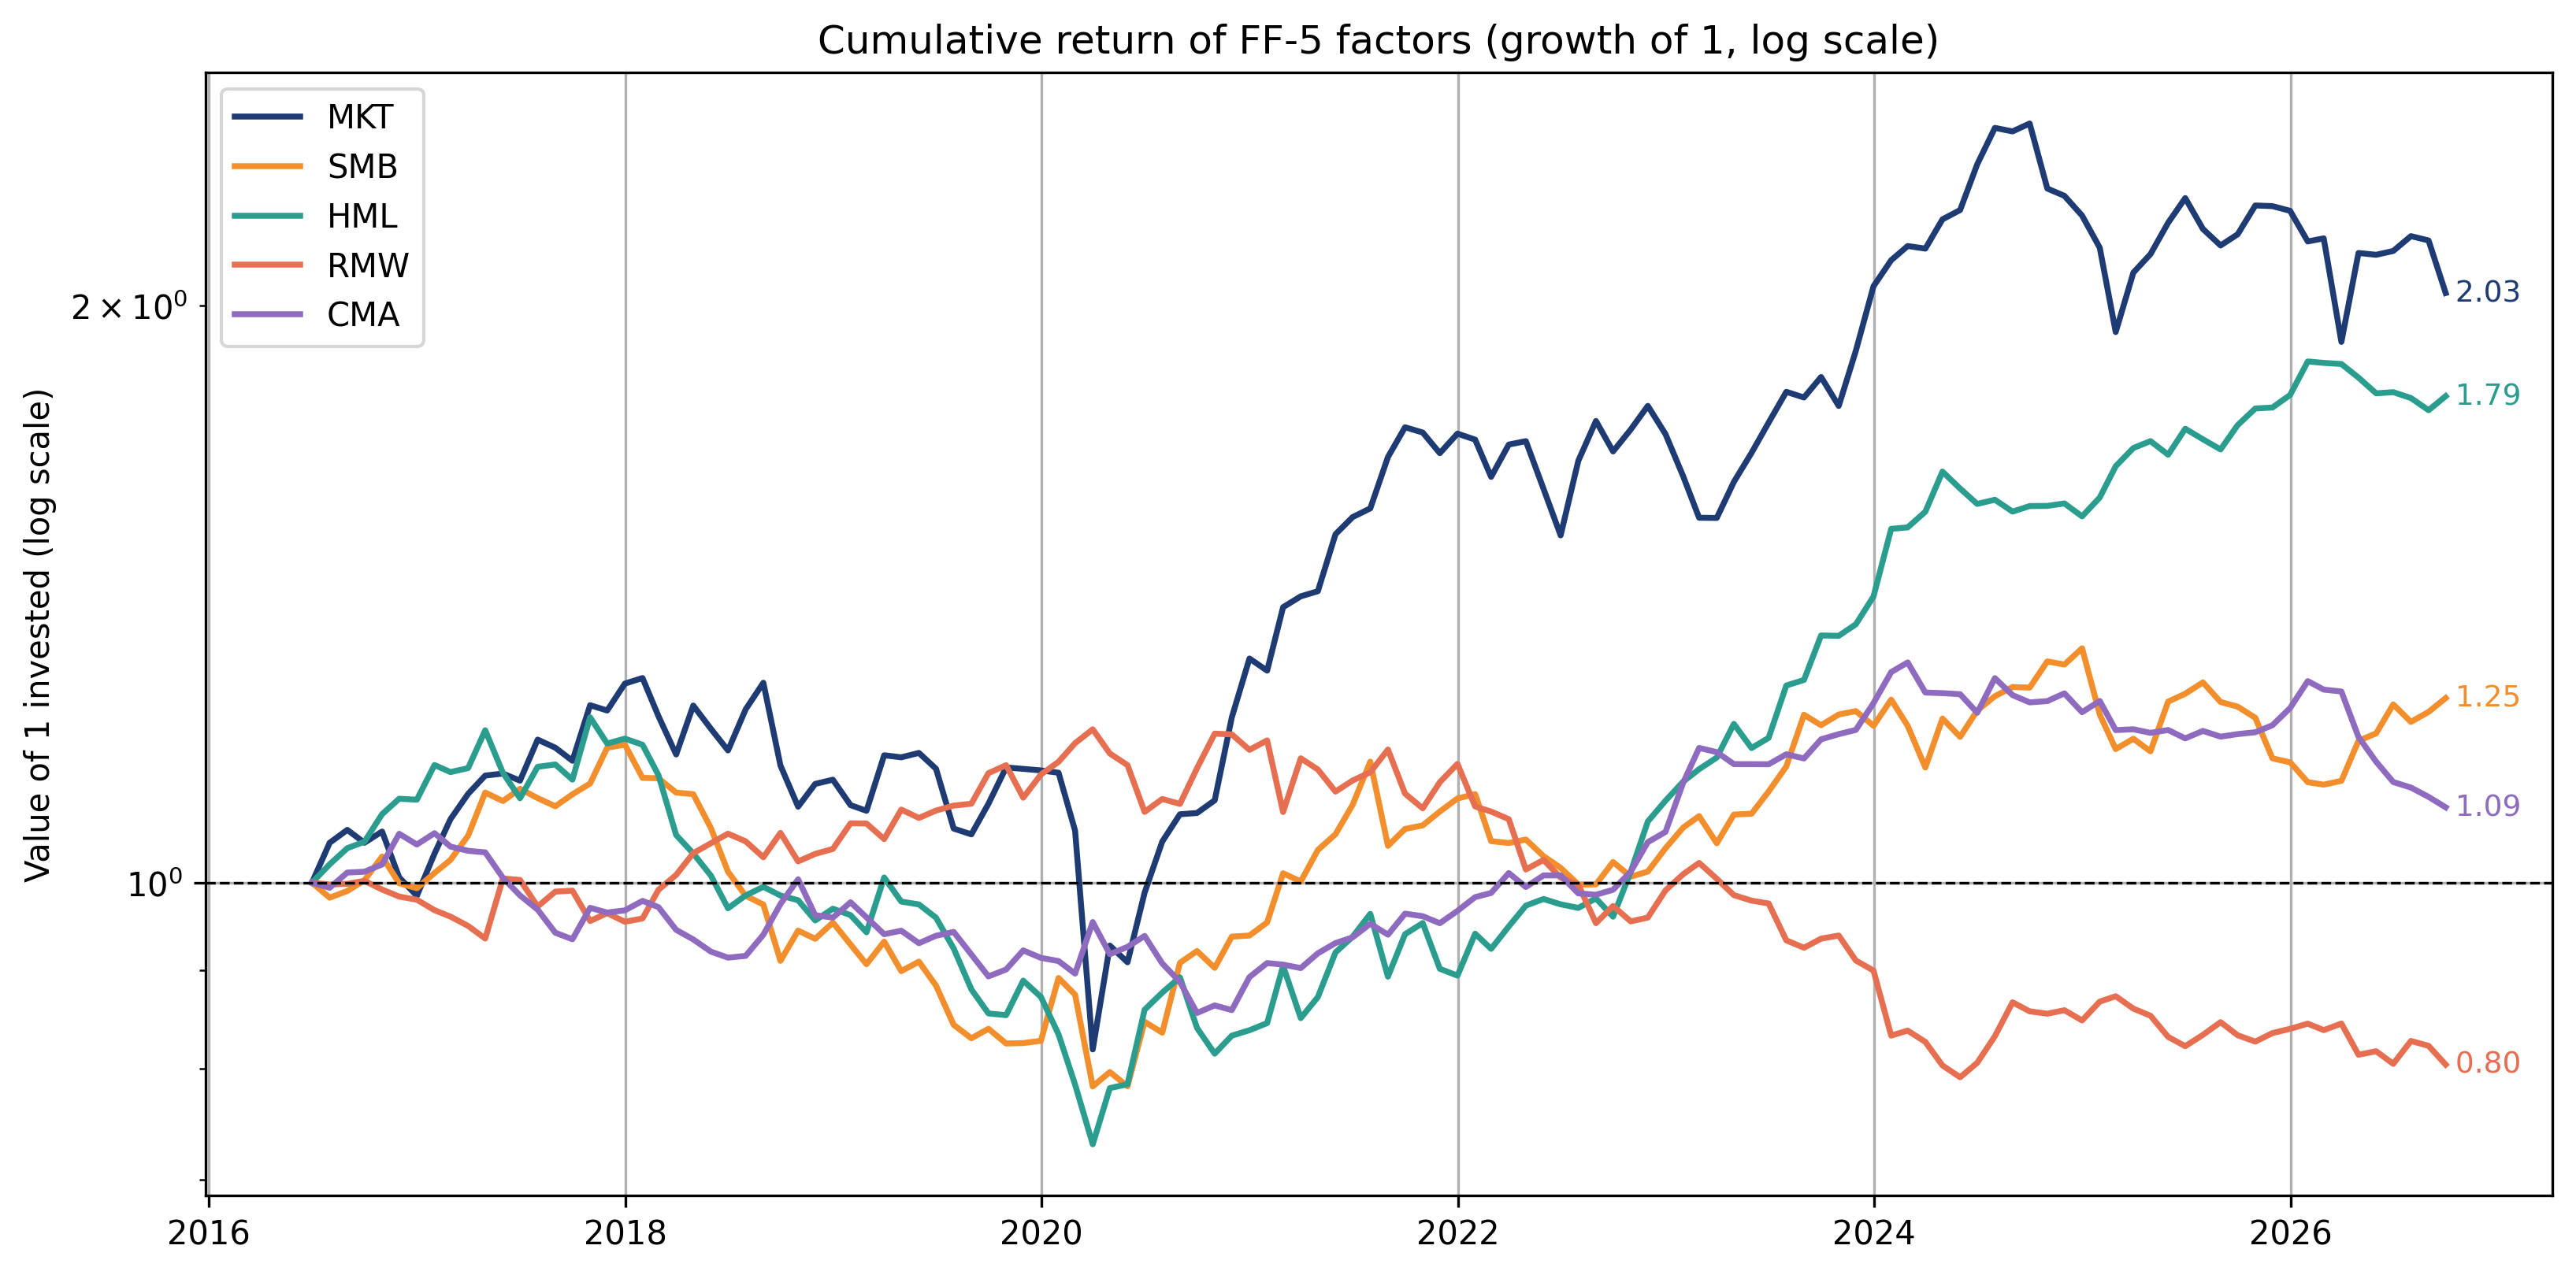 Cumulative return of FF-5 factors (growth of 1, log scale)
MKT
SMB
HML
RMW
CMA
Value of 1 invested (log scale)
2 × 10⁰
10⁰
2.03
1.79
1.25
1.09
0.80
2016
2018
2020
2022
2024
2026